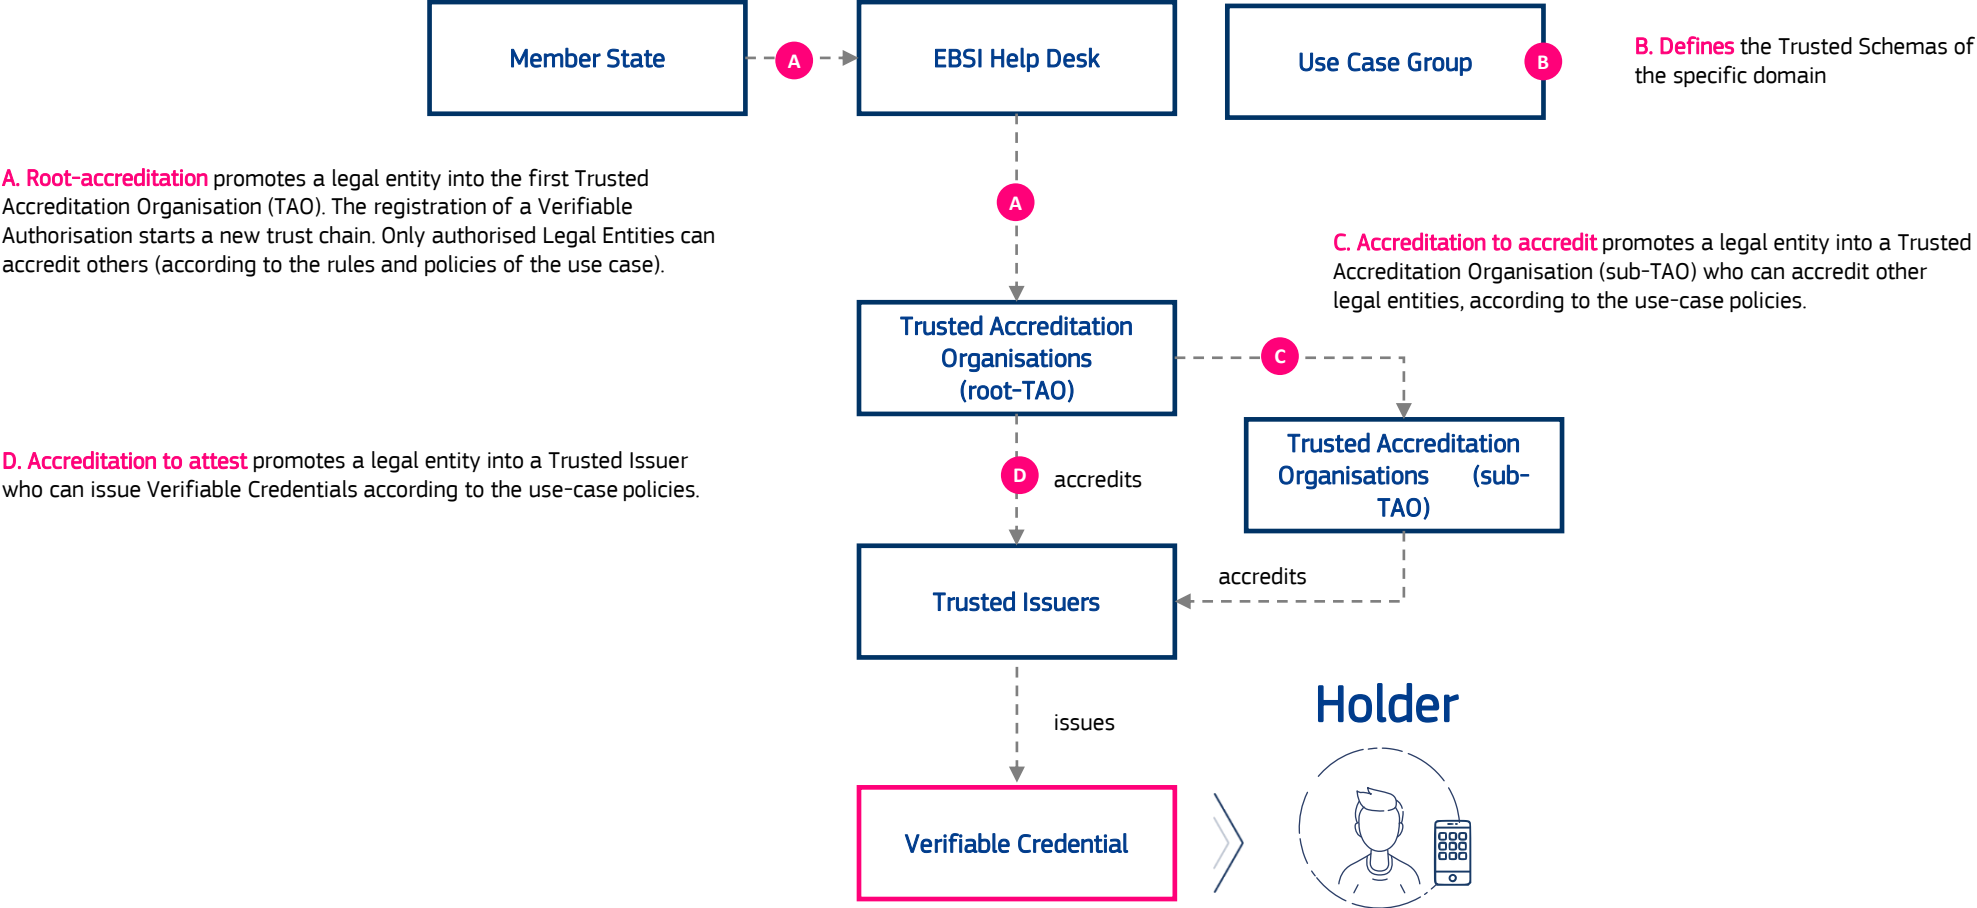 Member State
A
EBSI Help Desk
Use Case Group
B
B. Defines the Trusted Schemas of
the specific domain
A. Root-accreditation promotes a legal entity into the first Trusted
Accreditation Organisation (TAO). The registration of a Verifiable
Authorisation starts a new trust chain. Only authorised Legal Entities can
accredit others (according to the rules and policies of the use case).
A
C. Accreditation to accredit promotes a legal entity into a Trusted
Accreditation Organisation (sub-TAO) who can accredit other
legal entities, according to the use-case policies.
Trusted Accreditation
Organisations
(root-TAO)
C
Trusted Accreditation
Organisations (sub-
TAO)
D. Accreditation to attest promotes a legal entity into a Trusted Issuer
who can issue Verifiable Credentials according to the use-case policies.
D
accredits
accredits
Trusted Issuers
issues
Holder
Verifiable Credential